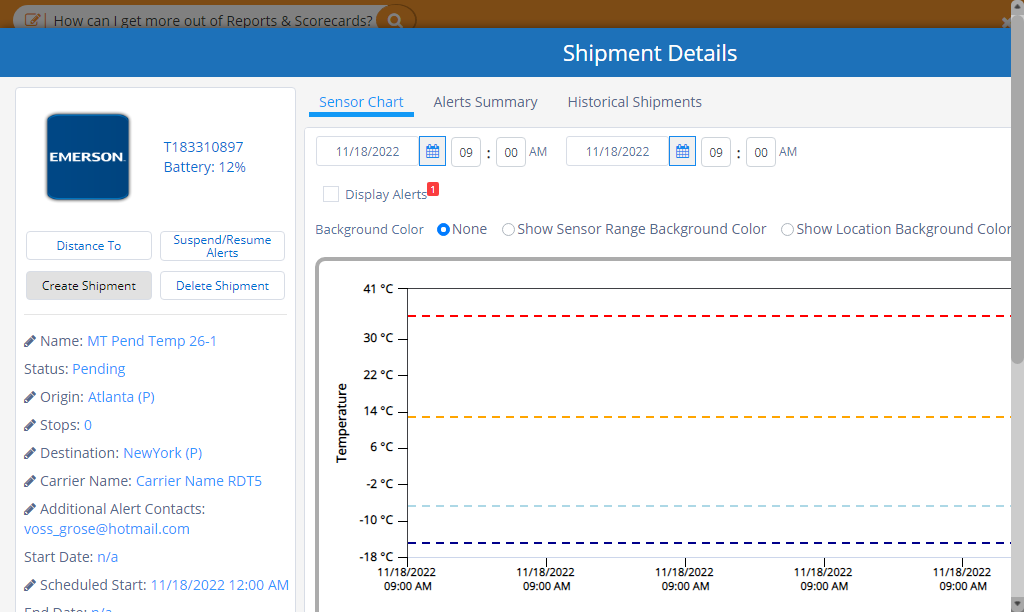 How can I get more out of Reports & Scorecards?
Shipment Details
EMERSON
T183310897
Battery: 12%
Distance To
Suspend/Resume
Alerts
Create Shipment
Delete Shipment
Name: MT Pend Temp 26-1
Status: Pending
Origin: Atlanta (P)
Stops: 0
Destination: NewYork (P)
Carrier Name: Carrier Name RDT5
Additional Alert Contacts:
voss_grose@hotmail.com
Start Date: n/a
Scheduled Start: 11/18/2022 12:00 AM
End Date: n/a
Sensor Chart Alerts Summary Historical Shipments
11/18/2022 09 : 00 AM 11/18/2022 09 : 00 AM
Display Alerts 1
Background Color None Show Sensor Range Background Color Show Location Background Color
Temperature
41 °C
30 °C
22 °C
14 °C
6 °C
-2 °C
-10 °C
-18 °C
11/18/2022 11/18/2022 11/18/2022 11/18/2022 11/18/2022
09:00 AM 09:00 AM 09:00 AM 09:00 AM 09:00 AM